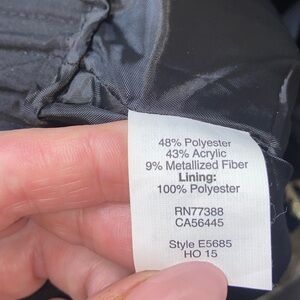 48% Polyester
43% Acrylic
9% Metallized Fiber
Lining:
100% Polyester
RN77388
CA56445
Style E5685
HO 15